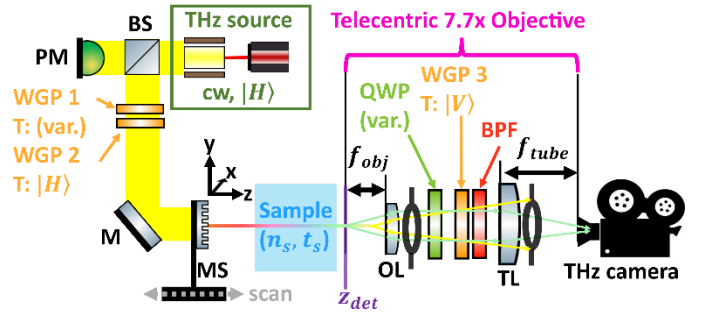 THz source
cw, |H⟩
BS
PM
WGP 1
T: (var.)
WGP 2
T: |H⟩
M
y
x
z
MS
scan
Sample
(n_s, t_s)
z_det
Telecentric 7.7x Objective
f_obj
QWP
(var.)
WGP 3
T: |V⟩
BPF
f_tube
OL
TL
THz camera